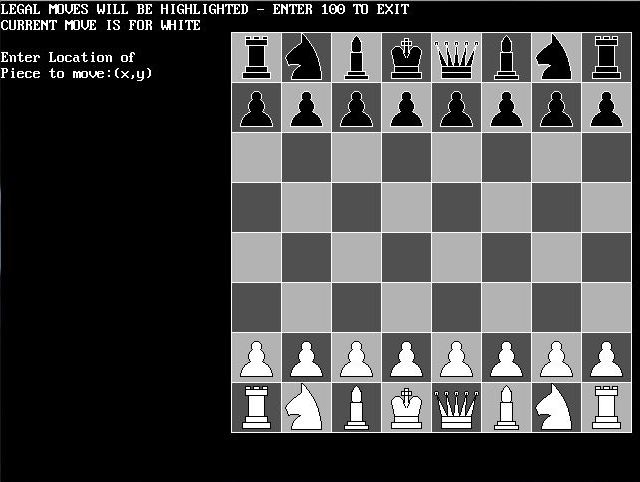 LEGAL MOVES WILL BE HIGHLIGHTED - ENTER 100 TO EXIT
CURRENT MOVE IS FOR WHITE
Enter Location of
Piece to move:(x,y)